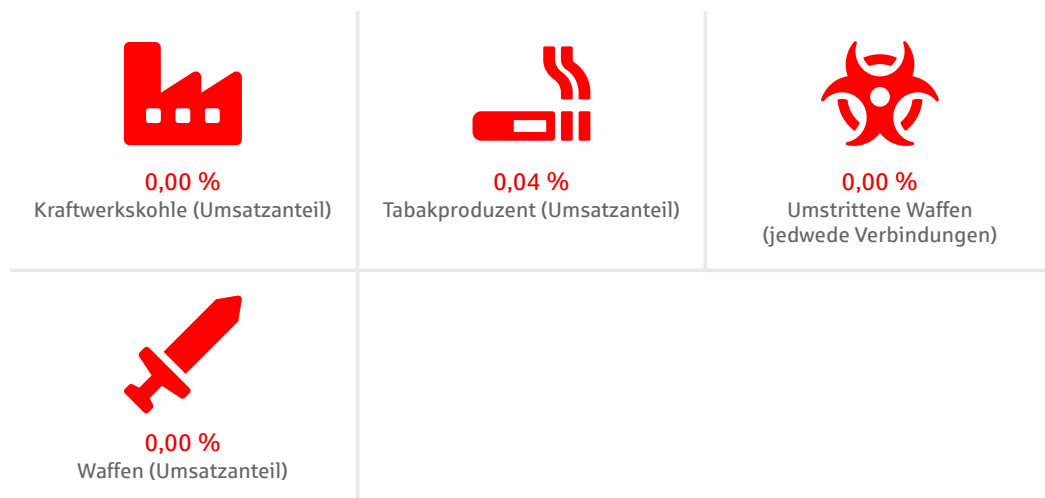 0,00 %
Kraftwerkskohle (Umsatzanteil)
0,04 %
Tabakproduzent (Umsatzanteil)
0,00 %
Umstrittene Waffen
(jedwede Verbindungen)
0,00 %
Waffen (Umsatzanteil)